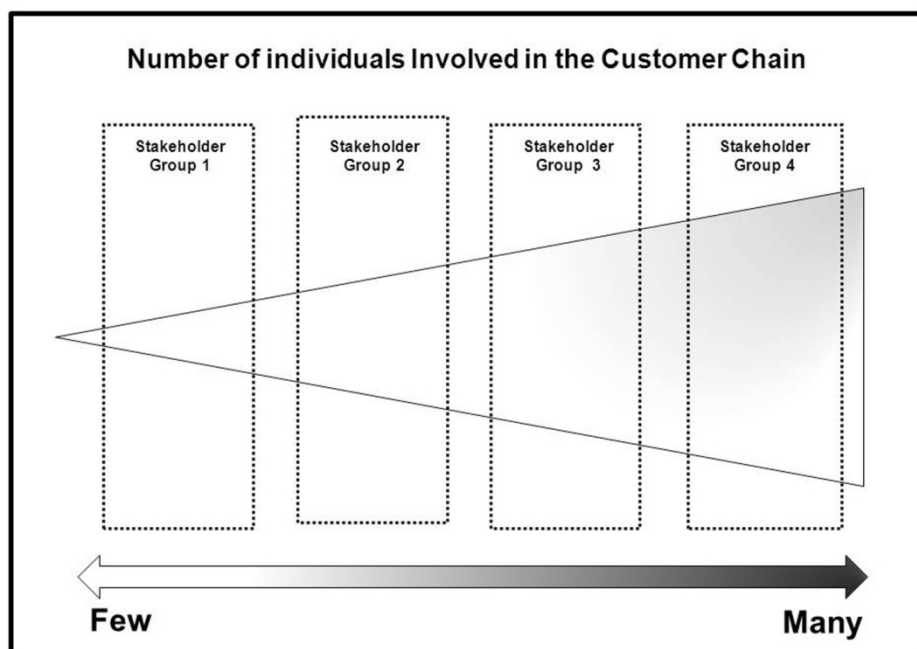 Number of individuals Involved in the Customer Chain
Stakeholder
Group 1
Stakeholder
Group 2
Stakeholder
Group 3
Stakeholder
Group 4
Few
Many